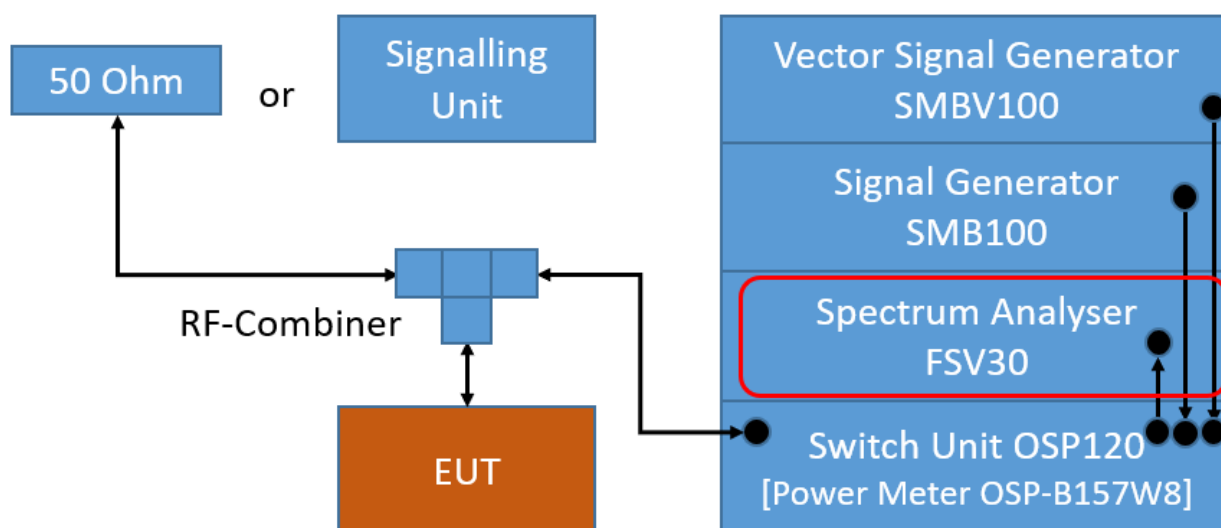 50 Ohm
or
Signalling
Unit
Vector Signal Generator
SMBV100
Signal Generator
SMB100
Spectrum Analyser
FSV30
Switch Unit OSP120
[Power Meter OSP-B157W8]
RF-Combiner
EUT